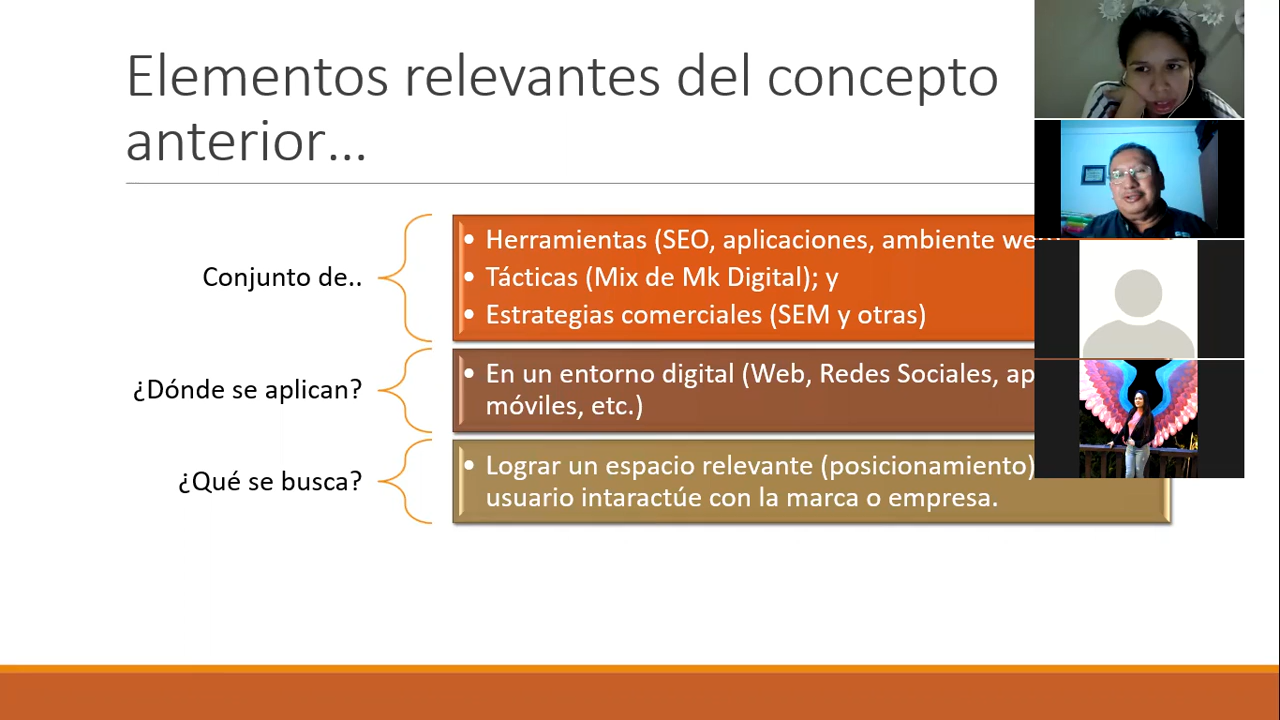 Elementos relevantes del concepto
anterior...
Conjunto de..
• Herramientas (SEO, aplicaciones, ambiente web)
• Tácticas (Mix de Mk Digital); y
• Estrategias comerciales (SEM y otras)
¿Dónde se aplican?
• En un entorno digital (Web, Redes Sociales,
móviles, etc.)
¿Qué se busca?
• Lograr un espacio relevante (posicionamiento)
usuario intaractúe con la marca o empresa.